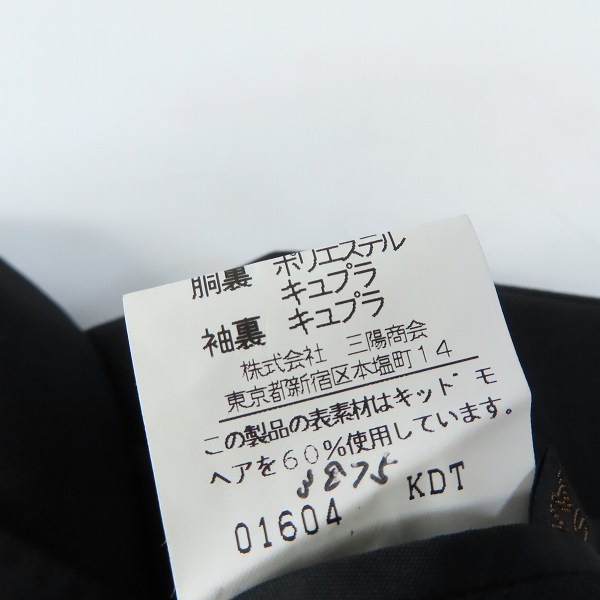 胴裏 ポリエステル
キュプラ
袖裏 キュプラ
株式会社 三陽商会
東京都新宿区本塩町14
この製品の表素材はキッド モ
ヘアを60%使用しています。
01604 KDT